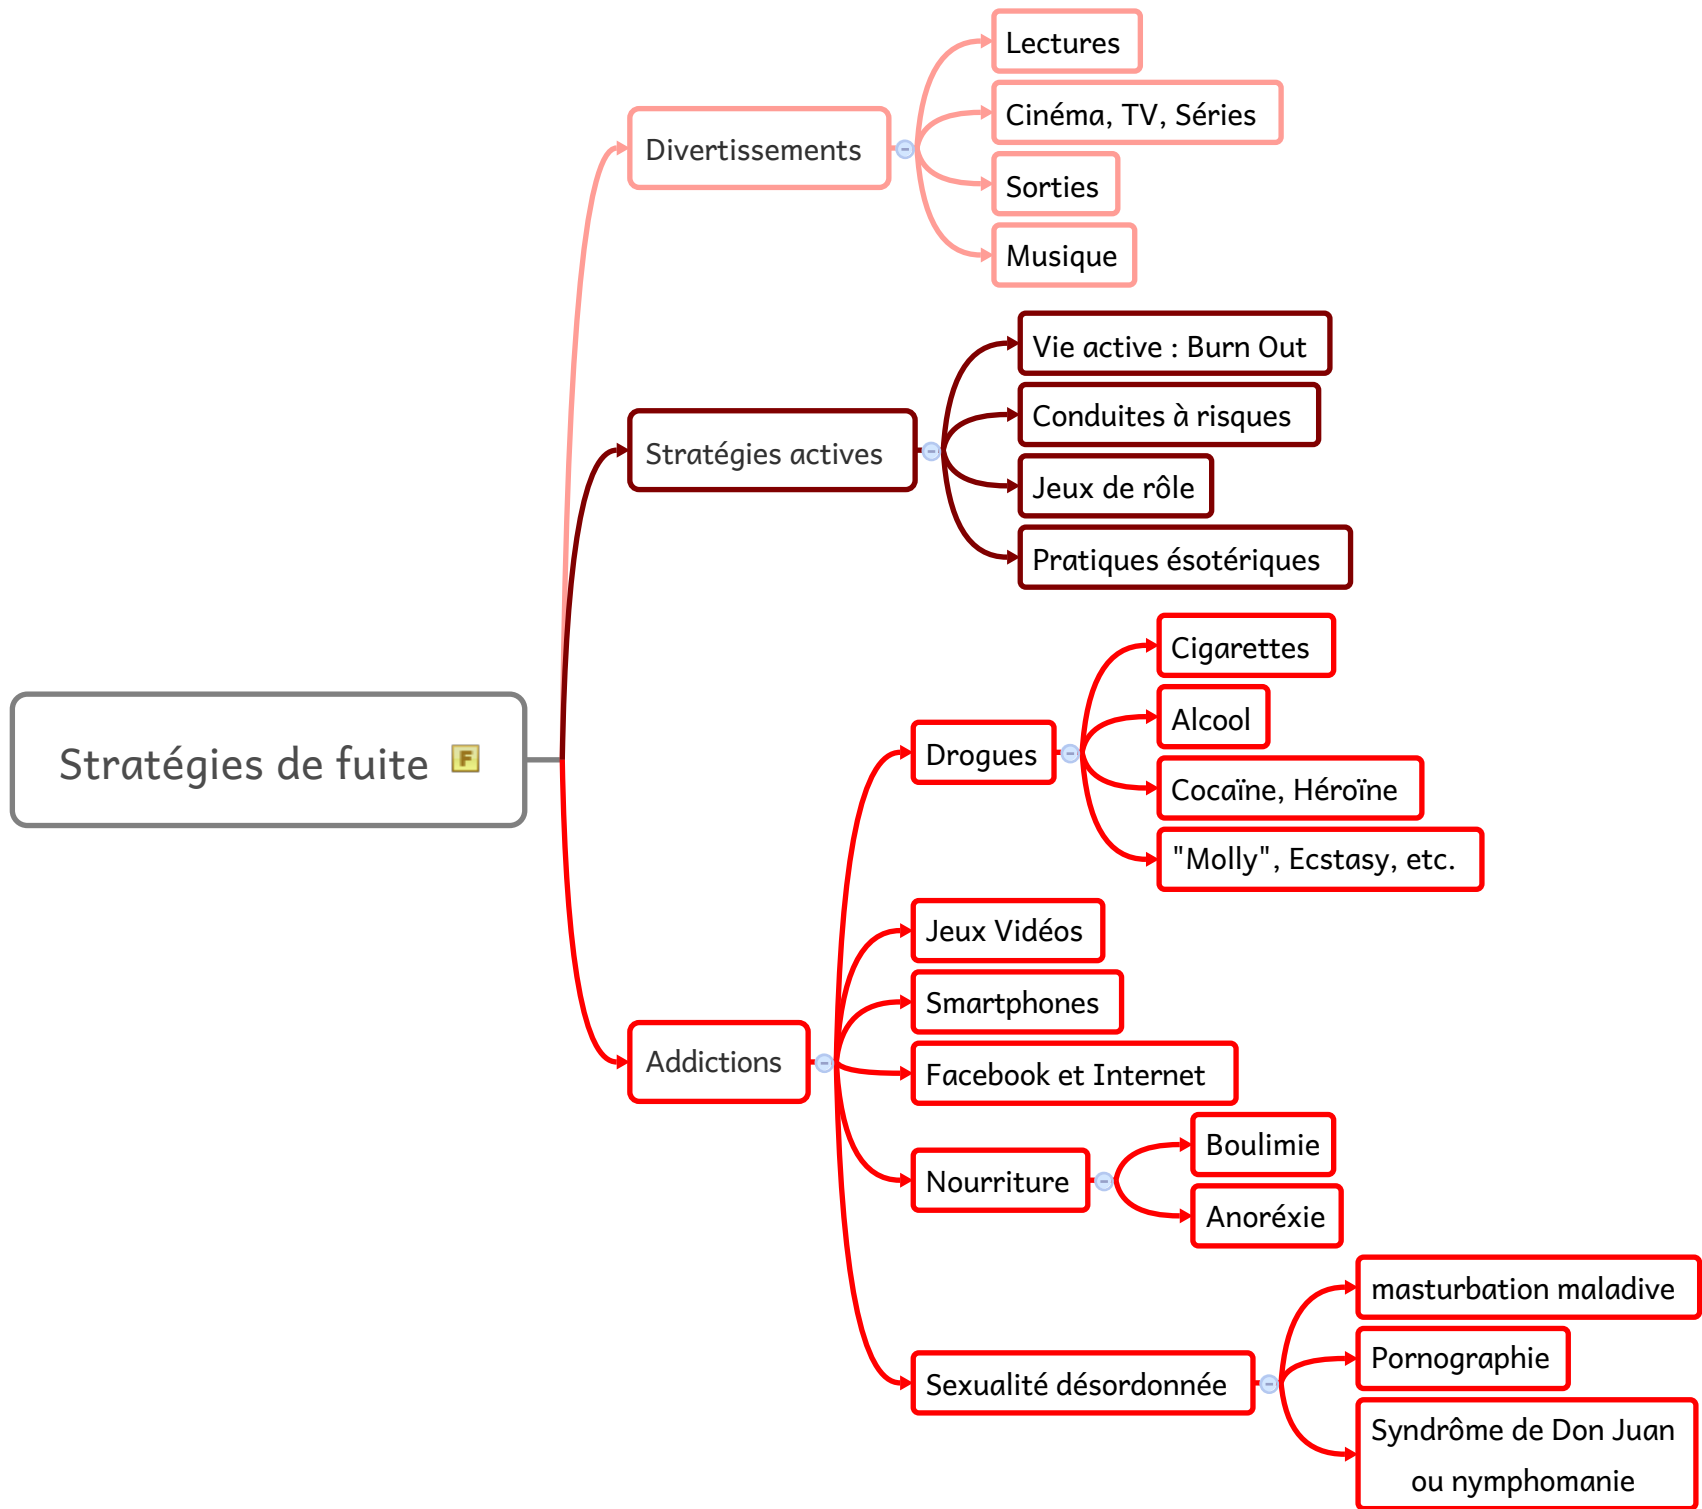 Lectures
Cinéma, TV, Séries
Divertissements
Sorties
Musique
Vie active : Burn Out
Conduites à risques
Stratégies actives
Jeux de rôle
Pratiques ésotériques
Cigarettes
Alcool
Drogues
Cocaïne, Héroïne
"Molly", Ecstasy, etc.
Stratégies de fuite F
Jeux Vidéos
Smartphones
Addictions
Facebook et Internet
Boulimie
Nourriture
Anoréxie
masturbation maladive
Pornographie
Sexualité désordonnée
Syndrôme de Don Juan
ou nymphomanie